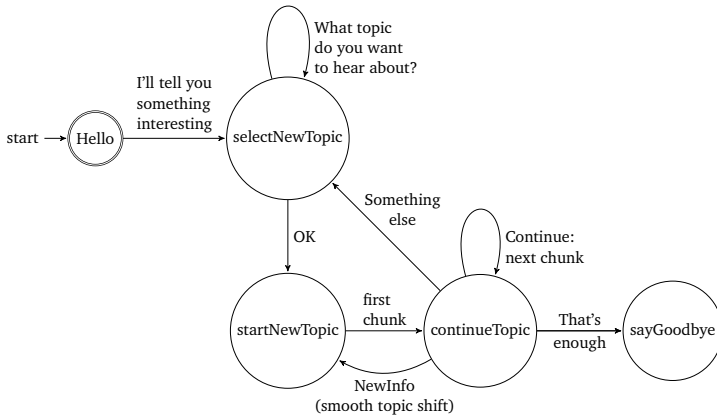 What topic
do you want
to hear about?
I'll tell you
something
interesting
start
Hello
selectNewTopic
Something
else
OK
Continue:
next chunk
first
chunk
That's
enough
startNewTopic
continueTopic
sayGoodbye
NewInfo
(smooth topic shift)